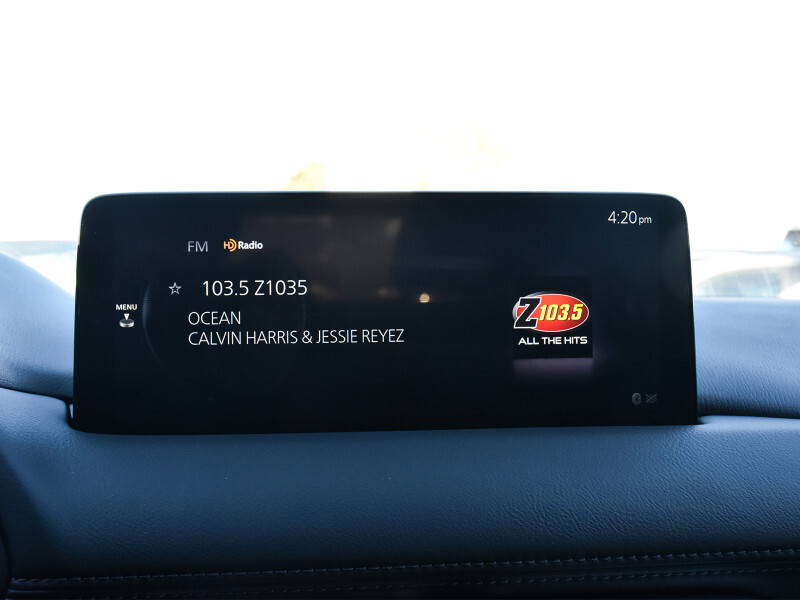 4:20 pm
FM HD Radio
☆ 103.5 Z1035
MENU
OCEAN
CALVIN HARRIS & JESSIE REYEZ
Z103.5
ALL THE HITS